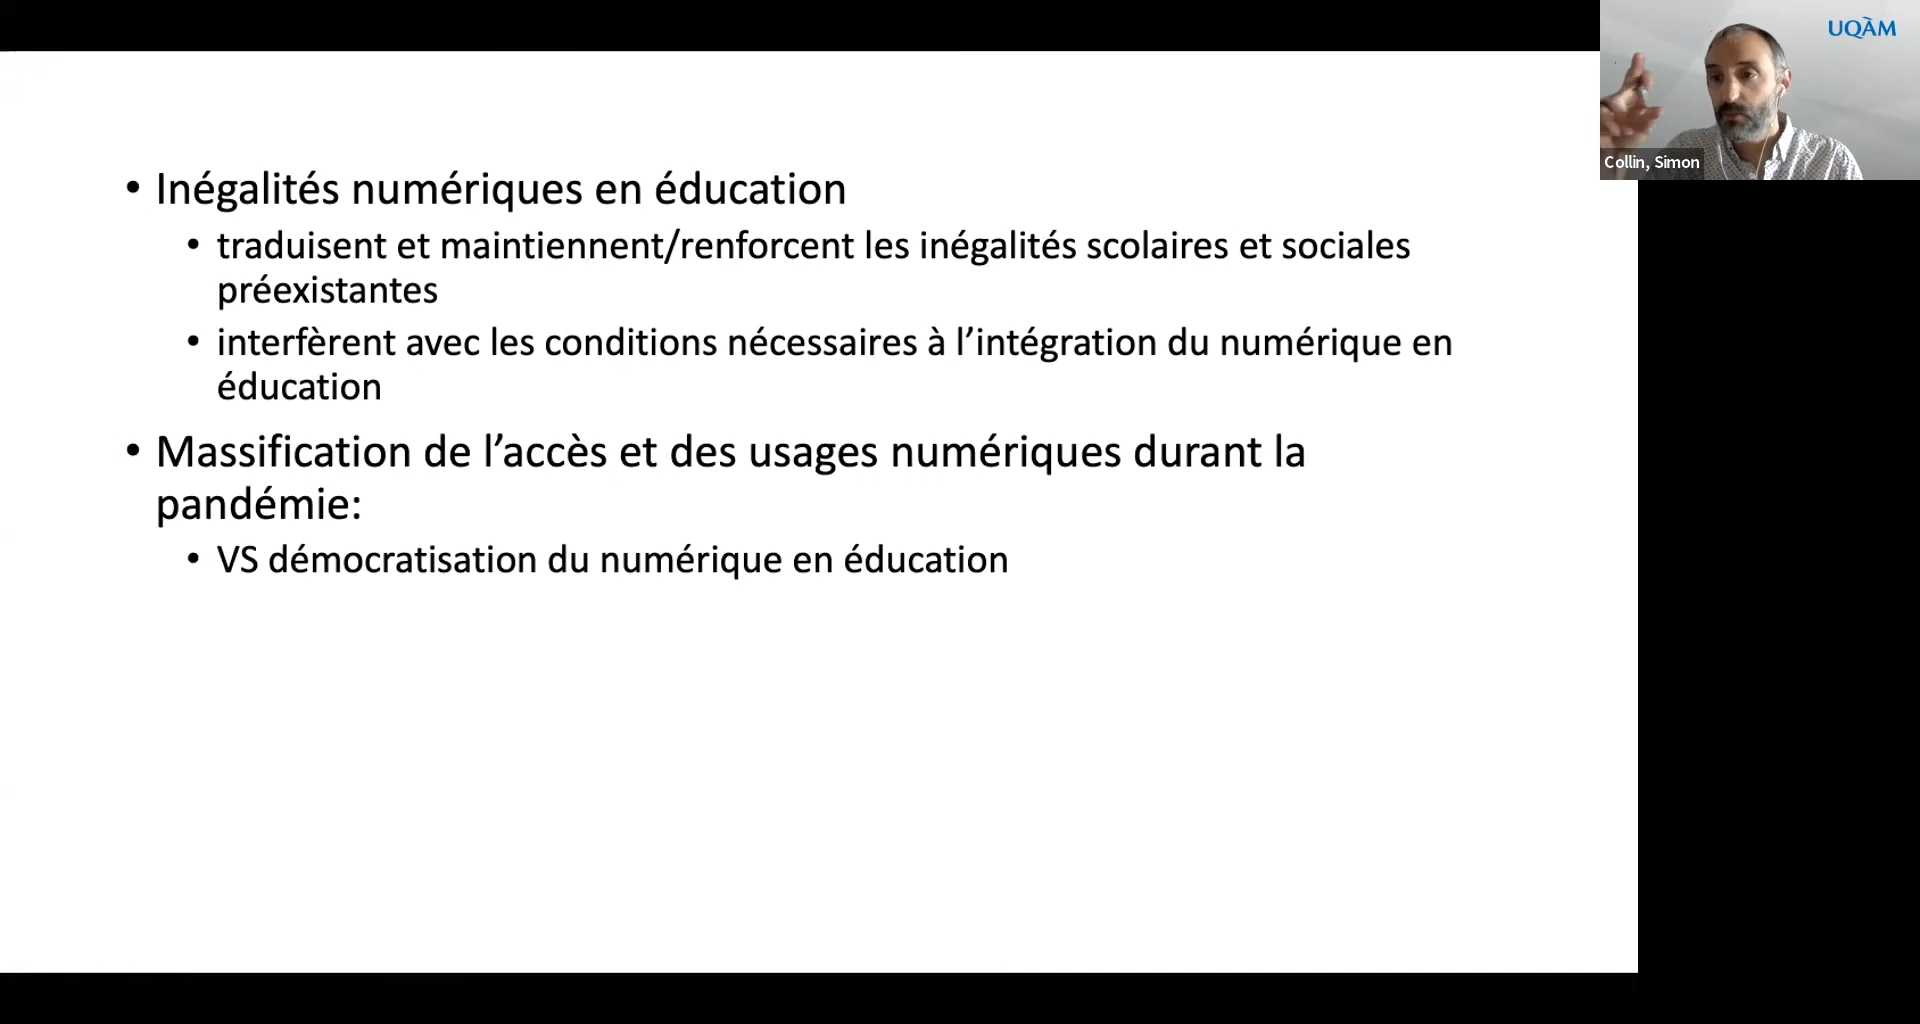 UQÀM
Collin, Simon
• Inégalités numériques en éducation
• traduisent et maintiennent/renforcent les inégalités scolaires et sociales
préexistantes
• interfèrent avec les conditions nécessaires à l’intégration du numérique en
éducation
• Massification de l’accès et des usages numériques durant la
pandémie:
• VS démocratisation du numérique en éducation